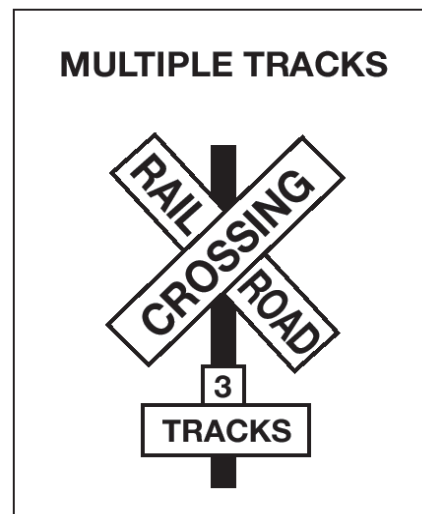 MULTIPLE TRACKS
RAIL
CROSSING
ROAD
3
TRACKS